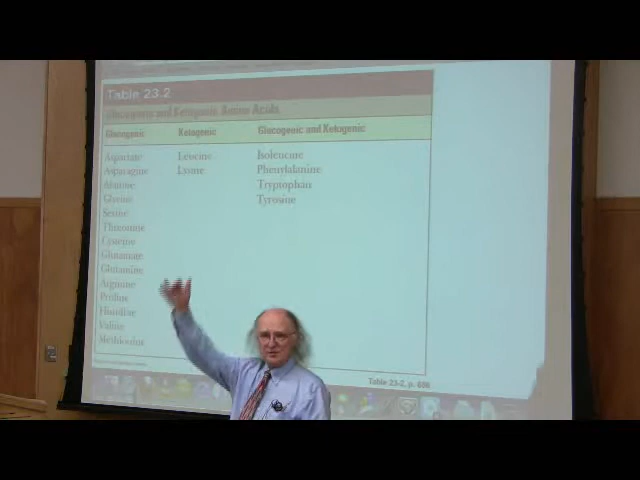 Table 23.2
Glucogenic and Ketogenic Amino Acids
Glucogenic Ketogenic Glucogenic and Ketogenic
Aspartate Leucine Isoleucine
Asparagine Lysine Phenylalanine
Alanine Tryptophan
Glycine Tyrosine
Serine
Threonine
Cysteine
Glutamate
Glutamine
Arginine
Proline
Histidine
Valine
Methionine
Table 23-2, p.